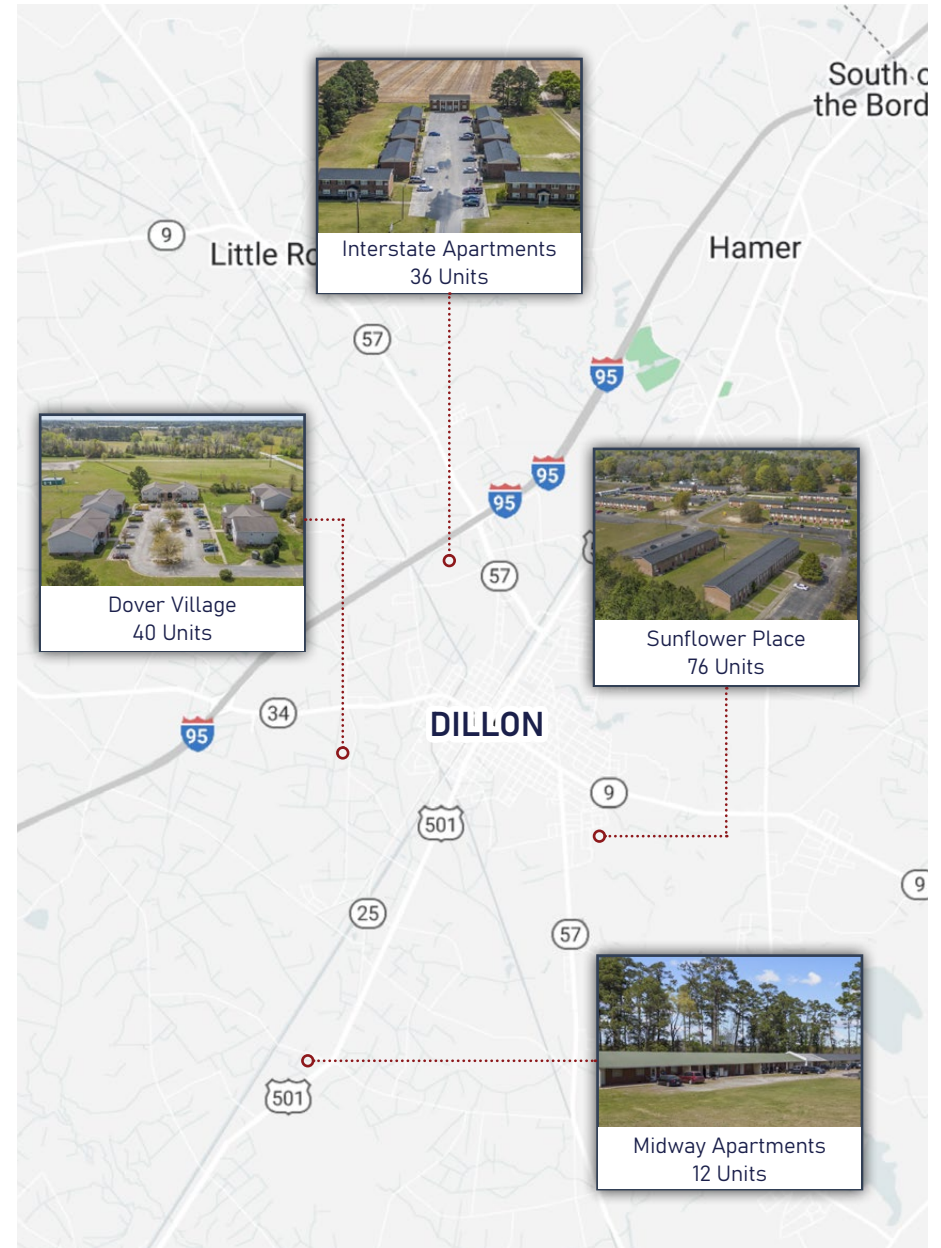 South o
the Bord
9
Little Ro
Interstate Apartments
36 Units
Hamer
57
95
95
95
57
Dover Village
40 Units
Sunflower Place
76 Units
34
95
DILLON
9
501
9
25
57
501
Midway Apartments
12 Units